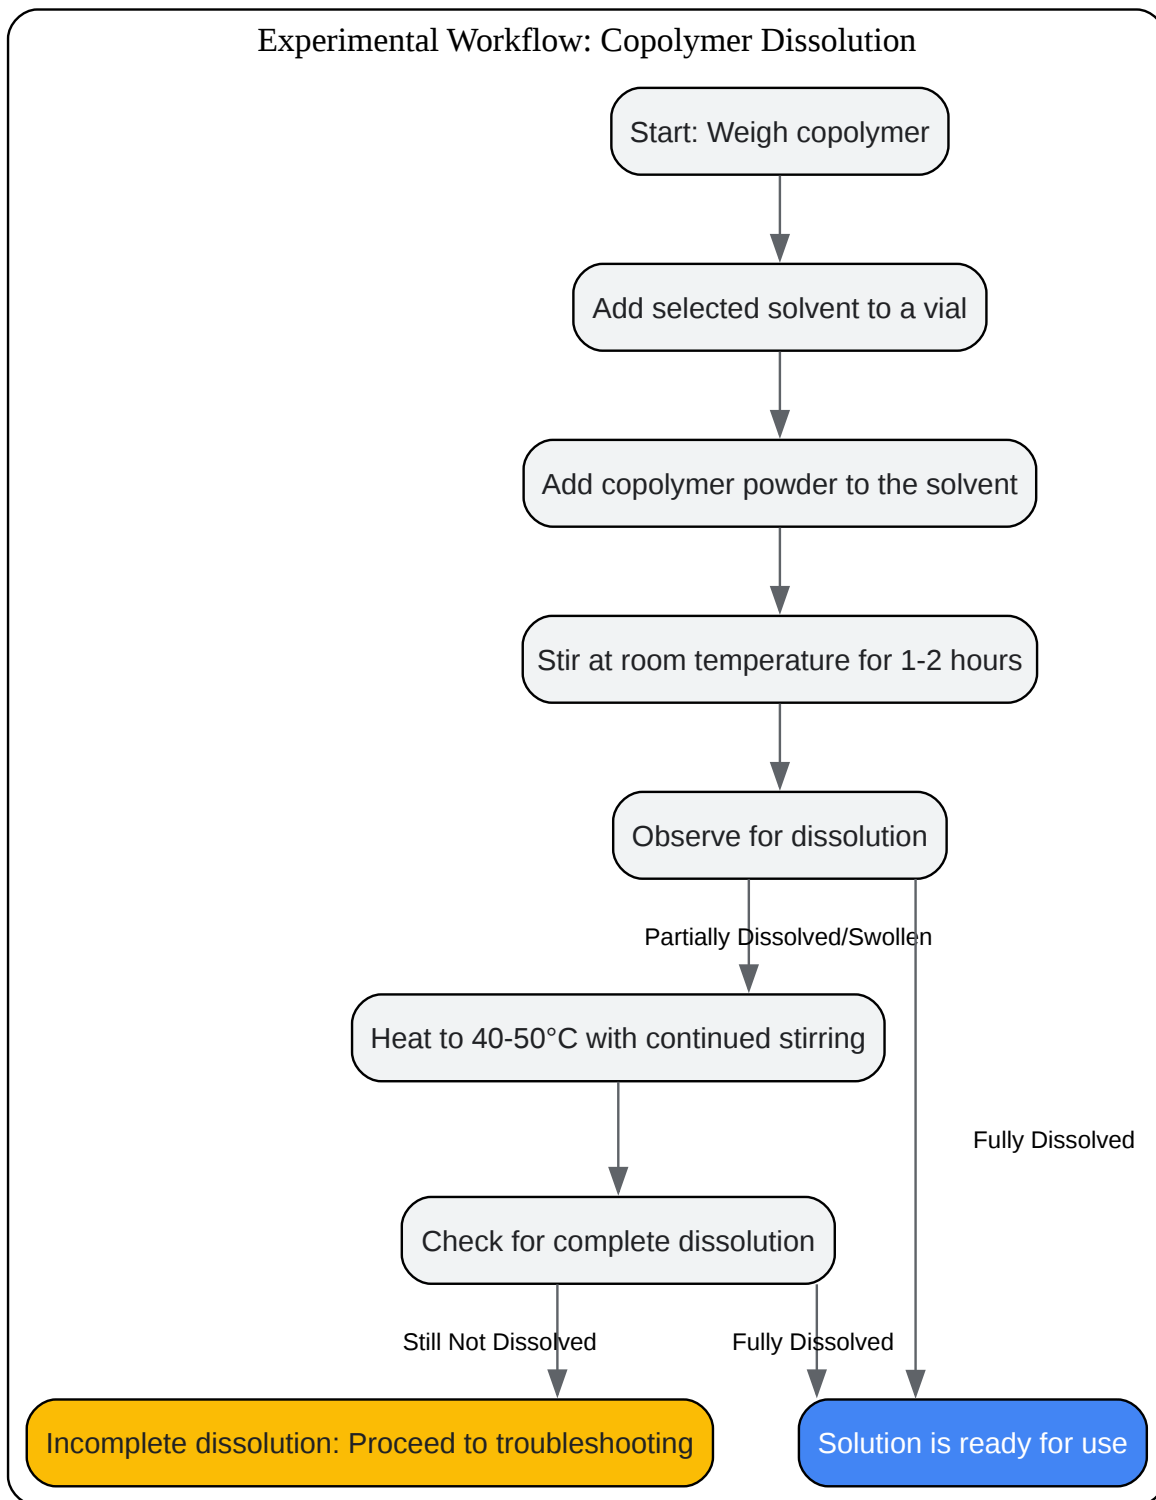 Experimental Workflow: Copolymer Dissolution
Start: Weigh copolymer
Add selected solvent to a vial
Add copolymer powder to the solvent
Stir at room temperature for 1-2 hours
Observe for dissolution
Partially Dissolved/Swollen
Heat to 40-50°C with continued stirring
Fully Dissolved
Check for complete dissolution
Still Not Dissolved
Fully Dissolved
Incomplete dissolution: Proceed to troubleshooting
Solution is ready for use